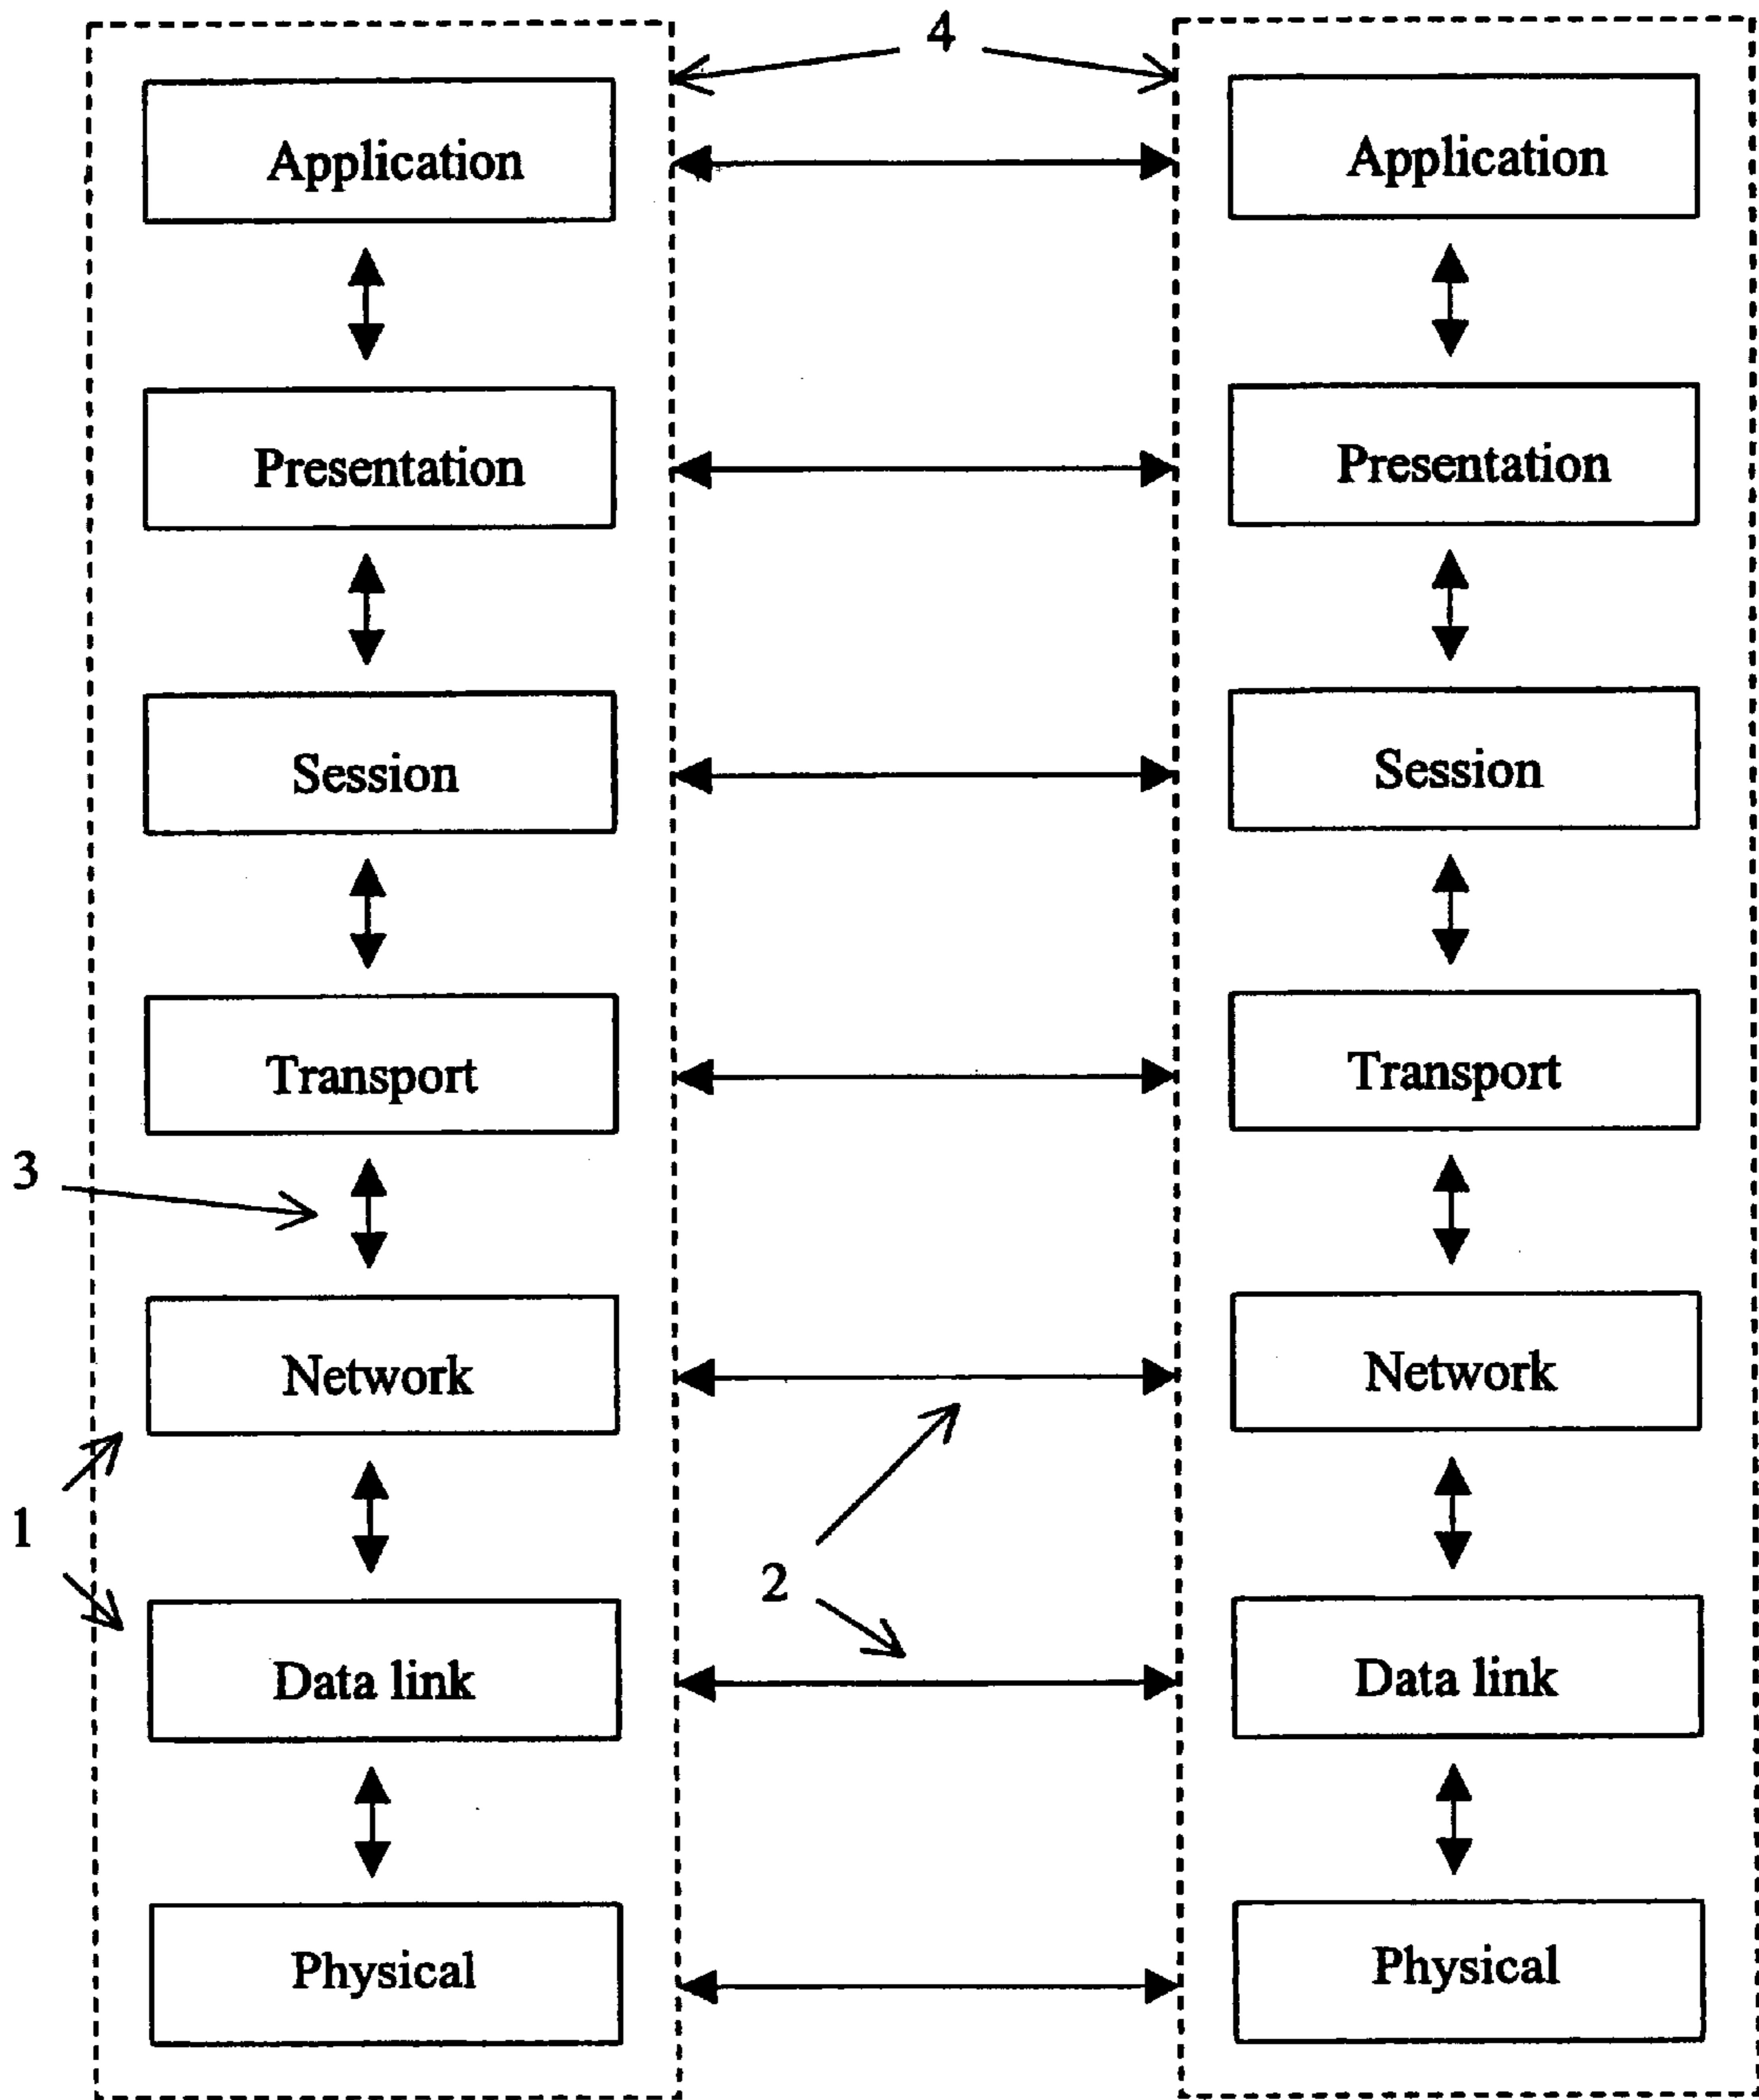 4
Application Application
Presentation Presentation
Session Session
Transport Transport
3
Network Network
1
2
Data link Data link
Physical Physical